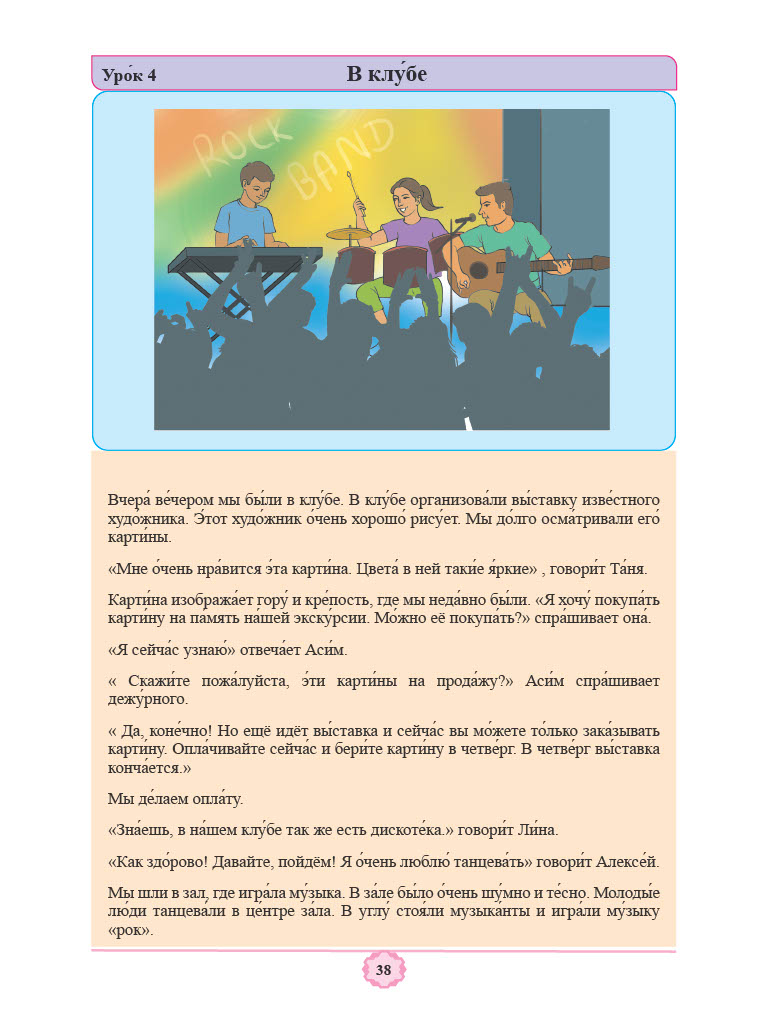 Уро́к 4
В клу́бе
ROCK
BAND
Вчера́ ве́чером мы бы́ли в клу́бе. В клу́бе организова́ли вы́ставку изве́стного
худо́жника. Э́тот худо́жник о́чень хорошо́ рису́ет. Мы до́лго осма́тривали его́
карти́ны.
«Мне о́чень нра́вится э́та карти́на. Цвета́ в ней таки́е я́ркие» , говори́т Та́ня.
Карти́на изобража́ет гору́ и кре́пость, где мы неда́вно бы́ли. «Я хочу́ покупа́ть
карти́ну на па́мять на́шей экску́рсии. Мо́жно её покупа́ть?» спра́шивает она́.
«Я сейча́с узнаю́» отвеча́ет Аси́м.
« Скажи́те пожа́луйста, э́ти карти́ны на прода́жу?» Аси́м спра́шивает
дежу́рного.
« Да, коне́чно! Но ещё идёт вы́ставка и сейча́с вы мо́жете то́лько зака́зывать
карти́ну. Опла́чивайте сейча́с и бери́те карти́ну в четве́рг. В четве́рг вы́ставка
конча́ется.»
Мы де́лаем опла́ту.
«Зна́ешь, в на́шем клу́бе так же есть дискоте́ка.» говори́т Ли́на.
«Как здо́рово! Дава́йте, пойдём! Я о́чень люблю́ танцева́ть» говори́т Алексе́й.
Мы шли в зал, где игра́ла му́зыка. В за́ле бы́ло о́чень шу́мно и те́сно. Молоды́е
лю́ди танцева́ли в це́нтре за́ла. В углу́ стоя́ли музыка́нты и игра́ли му́зыку
«рок».
38